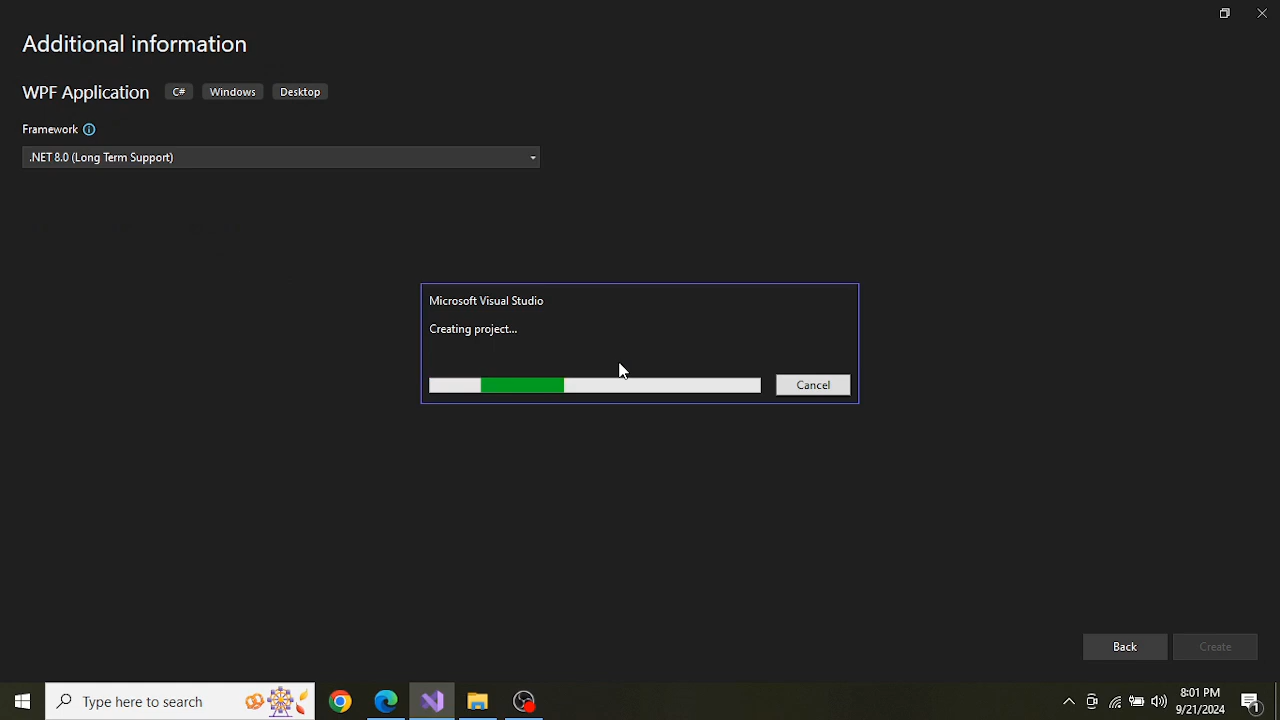 Additional information
WPF Application C# Windows Desktop
Framework
.NET 8.0 (Long Term Support)
Microsoft Visual Studio
Creating project...
Cancel
Back Create
Type here to search
8:01 PM
9/21/2024
1